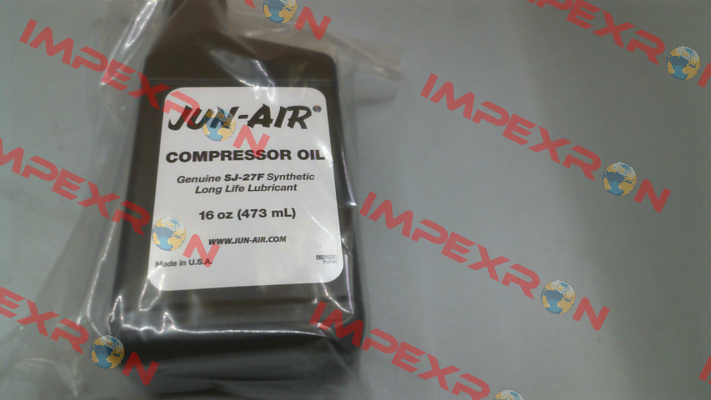 JUN-AIR®
COMPRESSOR OIL
Genuine SJ-27F Synthetic
Long Life Lubricant
16 oz (473 mL)
WWW.JUN-AIR.COM
Made in U.S.A.
IMPEXRON
IMPEXRON
IMPEXRON
IMPEXRON
IMPEXRON
IMPEXRON
IMPEXRON